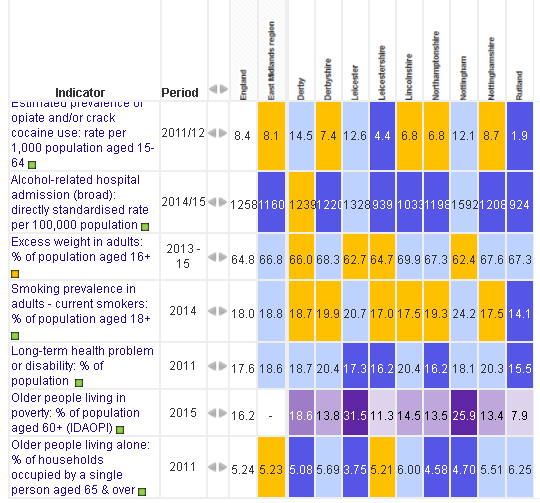 Indicator Period England East Midlands region Derby Derbyshire Leicester Leicestershire Lincolnshire Northamptonshire Nottingham Nottinghamshire Rutland
Estimated prevalence of
opiate and/or crack
cocaine use: rate per
1,000 population aged 15-
64
2011/12 8.4 8.1 14.5 7.4 12.6 4.4 6.8 6.8 12.1 8.7 1.9
Alcohol-related hospital
admission (broad):
directly standardised rate
per 100,000 population
2014/15 1258 1160 1239 1220 1328 939 1033 1198 1592 1208 924
Excess weight in adults:
% of population aged 16+
2013 -
15
64.8 66.8 66.0 68.3 62.7 64.7 69.9 67.3 62.4 67.6 67.3
Smoking prevalence in
adults - current smokers:
% of population aged 18+
2014 18.0 18.8 18.7 19.9 20.7 17.0 17.5 19.3 24.2 17.5 14.1
Long-term health problem
or disability: % of
population
2011 17.6 18.6 18.7 20.4 17.3 16.2 20.4 16.2 18.1 20.3 15.5
Older people living in
poverty: % of population
aged 60+ (IDAOPI)
2015 16.2 - 18.6 13.8 31.5 11.3 14.5 13.5 25.9 13.4 7.9
Older people living alone:
% of households
occupied by a single
person aged 65 & over
2011 5.24 5.23 5.08 5.69 3.75 5.21 6.00 4.58 4.70 5.51 6.25